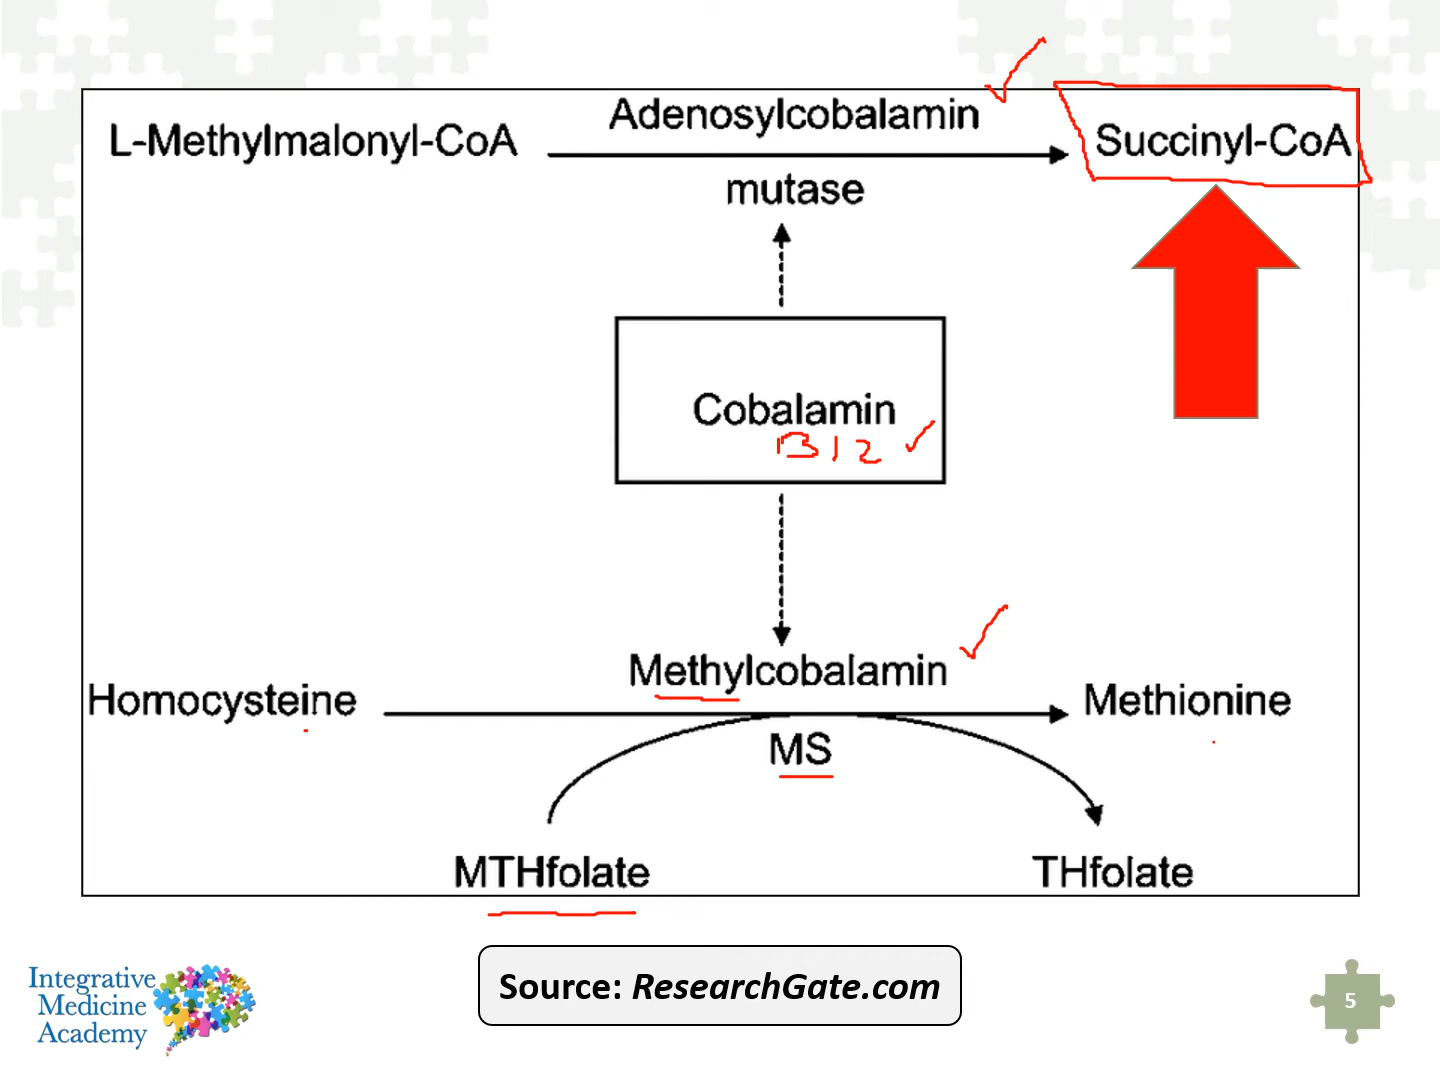 Adenosylcobalamin
L-Methylmalonyl-CoA
Succinyl-CoA
mutase
Cobalamin
B12
Methylcobalamin
Homocysteine
Methionine
MS
MTHfolate
THfolate
Integrative
Medicine
Academy
Source: ResearchGate.com
5